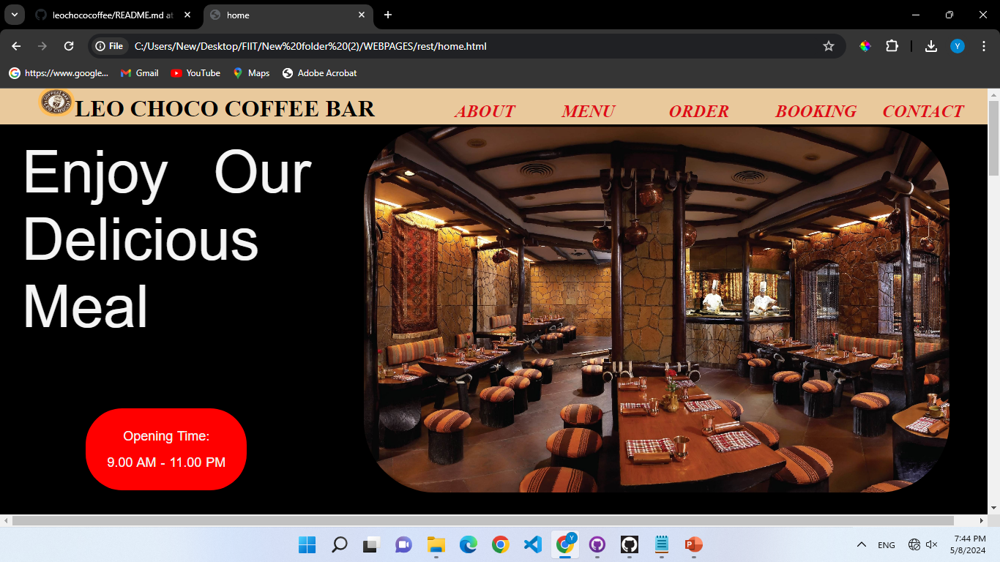 leochococoffee/README.md at
home
File
C:/Users/New/Desktop/FIIT/New%20folder%20(2)/WEBPAGES/rest/home.html
Y
https://www.google...
Gmail
YouTube
Maps
Adobe Acrobat
LEO CHOCO COFFEE BAR
ABOUT
MENU
ORDER
BOOKING
CONTACT
Enjoy Our
Delicious
Meal
Opening Time:
9.00 AM - 11.00 PM
Y
ENG
7:44 PM
5/8/2024